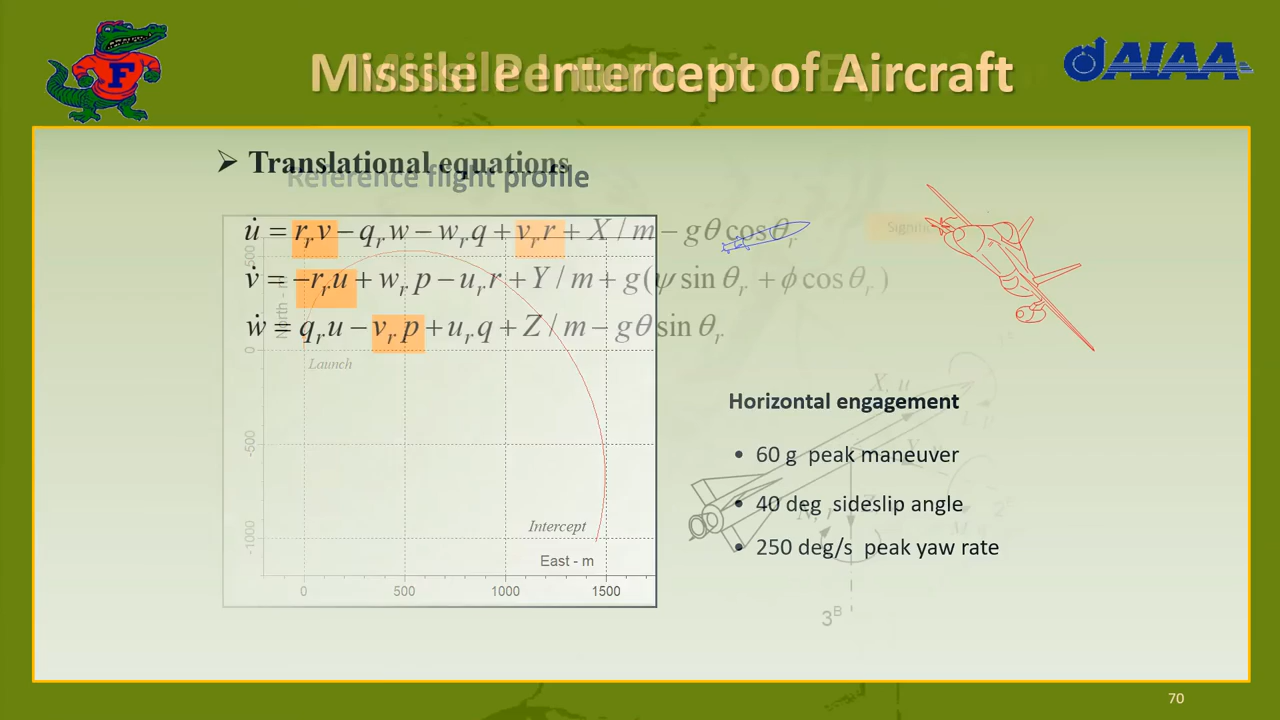 Missile Intercept of Aircraft
AIAA
F
➤ Translational equations
Reference flight profile
u̇ = r_r v − q_r w − w_r q + v_r r + X / m − gθ cos θ_r
v̇ = −r_r u + w_r p − u_r r + Y / m + g(ψ sin θ_r + ϕ cos θ_r)
ẇ = q_r u − v_r p + u_r q + Z / m − gθ sin θ_r
500
0
-500
-1000
Launch
Intercept
East - m
0 500 1000 1500
Horizontal engagement
• 60 g peak maneuver
• 40 deg sideslip angle
• 250 deg/s peak yaw rate
X, u
3^B
70